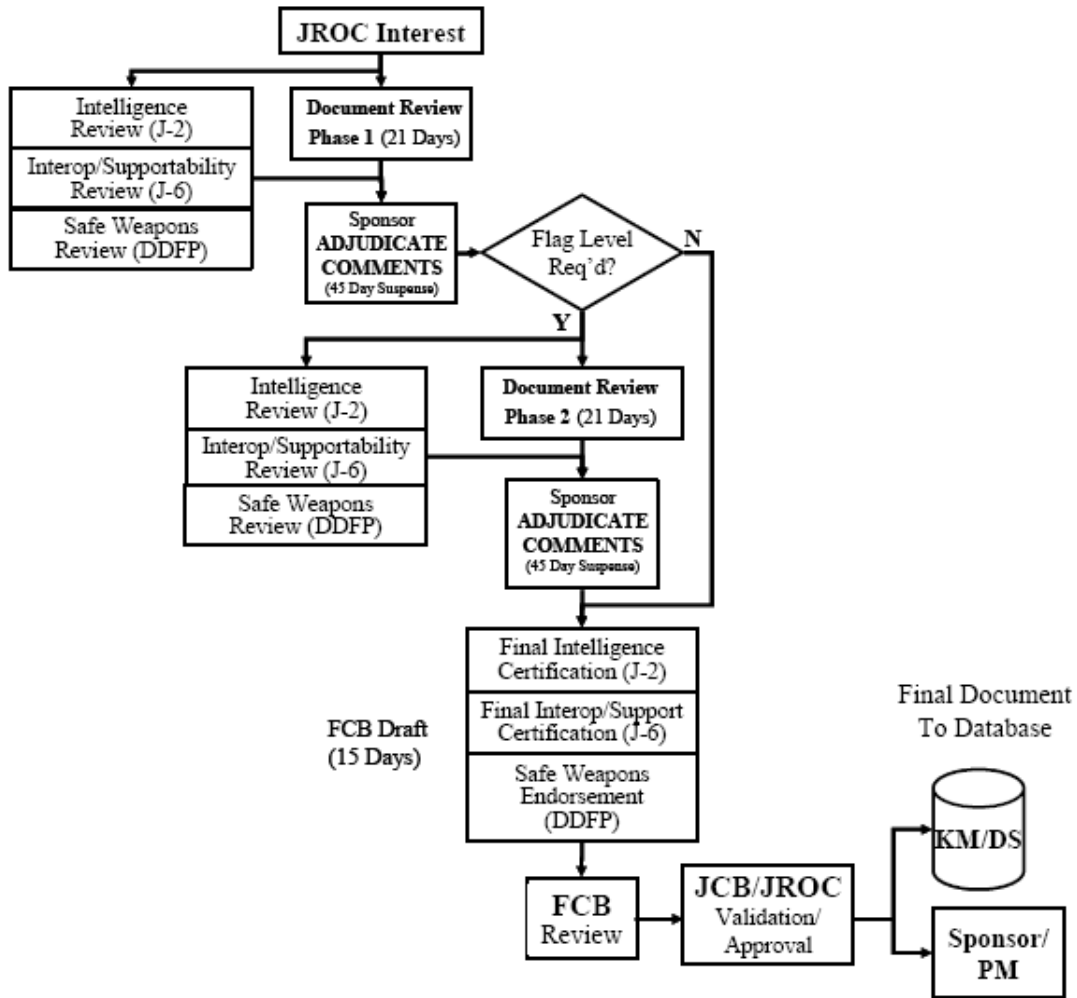 JROC Interest
Intelligence
Review (J-2)
Interop/Supportability
Review (J-6)
Safe Weapons
Review (DDFP)
Document Review
Phase 1 (21 Days)
Sponsor
ADJUDICATE
COMMENTS
(45 Day Suspense)
Flag Level
Req'd?
N
Y
Intelligence
Review (J-2)
Interop/Supportability
Review (J-6)
Safe Weapons
Review (DDFP)
Document Review
Phase 2 (21 Days)
Sponsor
ADJUDICATE
COMMENTS
(45 Day Suspense)
FCB Draft
(15 Days)
Final Intelligence
Certification (J-2)
Final Interop/Support
Certification (J-6)
Safe Weapons
Endorsement
(DDFP)
FCB
Review
JCB/JROC
Validation/
Approval
Final Document
To Database
KM/DS
Sponsor/
PM